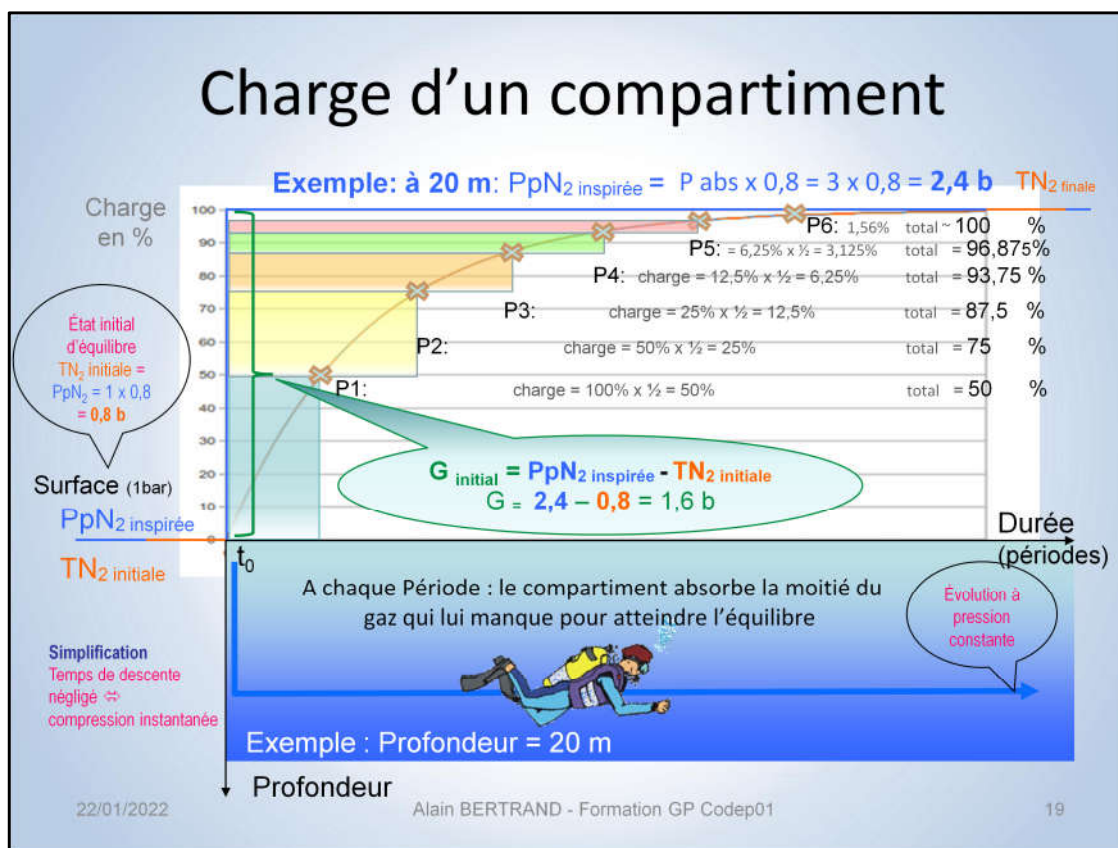 Charge d'un compartiment
Exemple: à 20 m: PpN2 inspirée = P abs x 0,8 = 3 x 0,8 = 2,4 b TN2 finale
Charge
en %
100
90
80
70
60
50
40
30
20
10
0
P6: 1,56% total ~ 100 %
P5: = 6,25% x ½ = 3,125% total = 96,875%
P4: charge = 12,5% x ½ = 6,25% total = 93,75 %
P3: charge = 25% x ½ = 12,5% total = 87,5 %
P2: charge = 50% x ½ = 25% total = 75 %
P1: charge = 100% x ½ = 50% total = 50 %
État initial
d'équilibre
TN2 initiale =
PpN2 = 1 x 0,8
= 0,8 b
G initial = PpN2 inspirée - TN2 initiale
G = 2,4 – 0,8 = 1,6 b
Surface (1bar)
PpN2 inspirée
TN2 initiale
t0
Durée
(périodes)
A chaque Période : le compartiment absorbe la moitié du
gaz qui lui manque pour atteindre l'équilibre
Évolution à
pression
constante
Simplification
Temps de descente
négligé ⇔
compression instantanée
Exemple : Profondeur = 20 m
Profondeur
22/01/2022
Alain BERTRAND - Formation GP Codep01
19